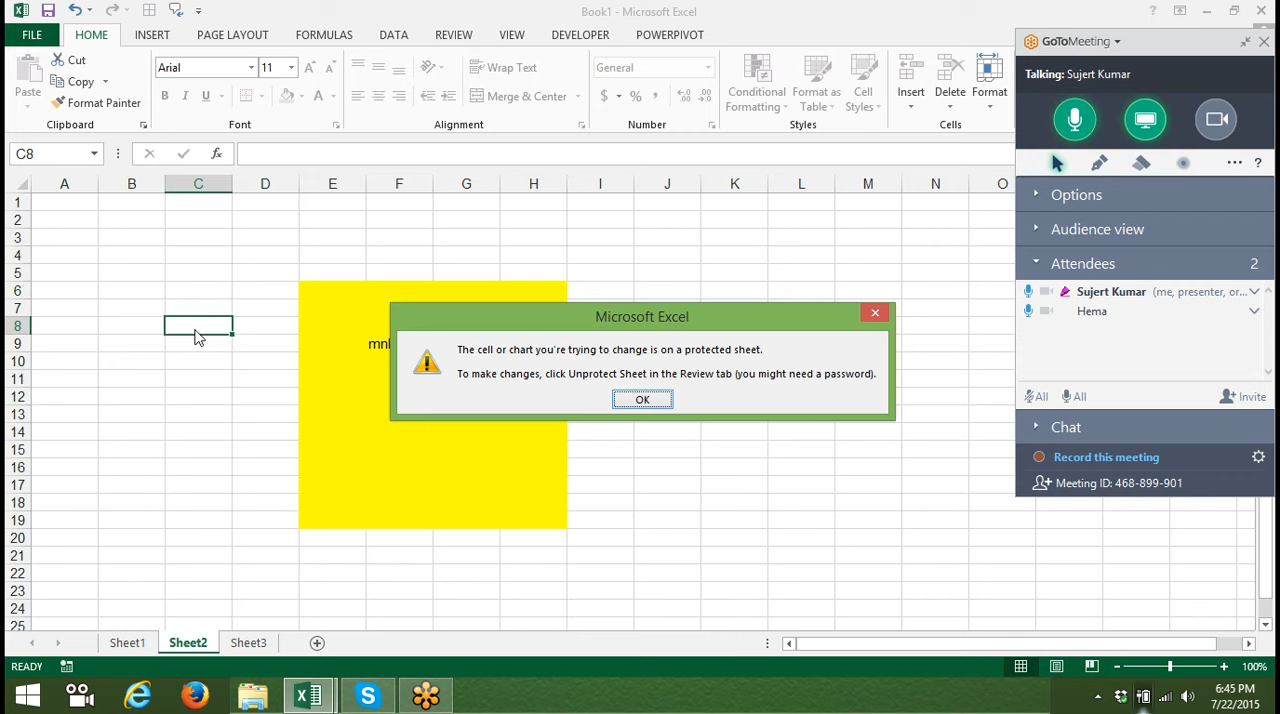 Book1 - Microsoft Excel
FILE HOME INSERT PAGE LAYOUT FORMULAS DATA REVIEW VIEW DEVELOPER POWERPIVOT
Paste
Cut
Copy
Format Painter
Clipboard
Arial 11
B I U
Font
Wrap Text
Merge & Center
Alignment
General
$ % ,
Number
Conditional Formatting
Format as Table
Cell Styles
Styles
Insert Delete Format
Cells
C8
fx
A B C D E F G H I J K L M N O
1
2
3
4
5
6
7
8
9
10
11
12
13
14
15
16
17
18
19
20
21
22
23
24
25
Microsoft Excel
The cell or chart you're trying to change is on a protected sheet.
To make changes, click Unprotect Sheet in the Review tab (you might need a password).
OK
GoToMeeting
Talking: Sujert Kumar
... ?
Options
Audience view
Attendees 2
Sujert Kumar (me, presenter, or...
Hema
All All Invite
Chat
Record this meeting
Meeting ID: 468-899-901
Sheet1 Sheet2 Sheet3
READY
100%
6:45 PM
7/22/2015